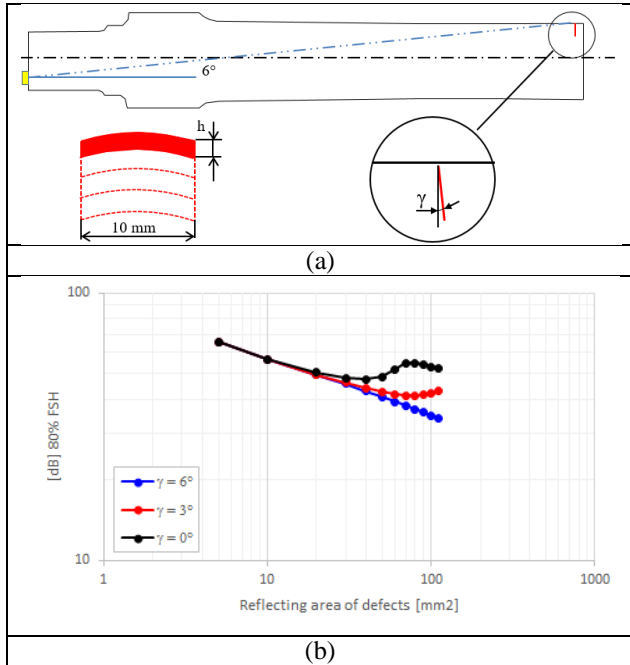 6°
h
10 mm
γ
(a)
100
[dB] 80% FSH
γ = 6°
γ = 3°
γ = 0°
10
1
10
100
1000
Reflecting area of defects [mm2]
(b)